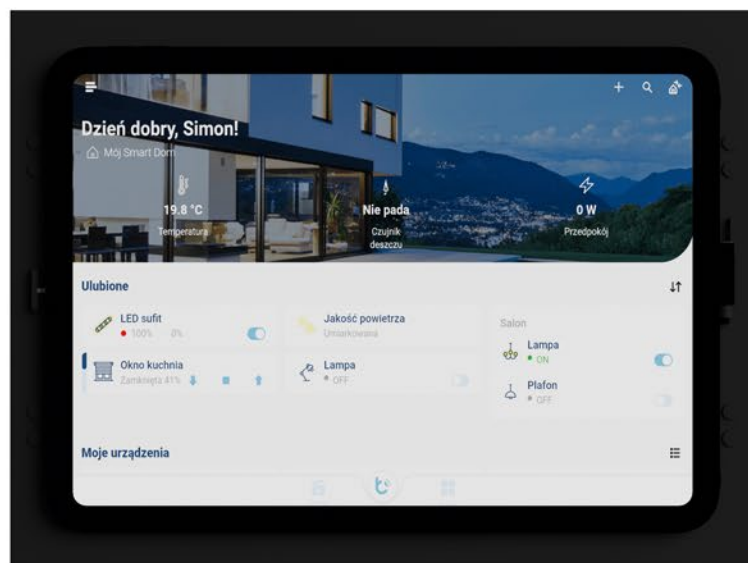 Dzień dobry, Simon!
Mój Smart Dom
19.8 °C
Temperatura
Nie pada
Czujnik
deszczu
0 W
Przedpokój
Ulubione
LED sufit
100% 0%
Jakość powietrza
Umiarkowana
Okno kuchnia
Zamknięta 41%
Lampa
OFF
Salon
Lampa
ON
Plafon
OFF
Moje urządzenia